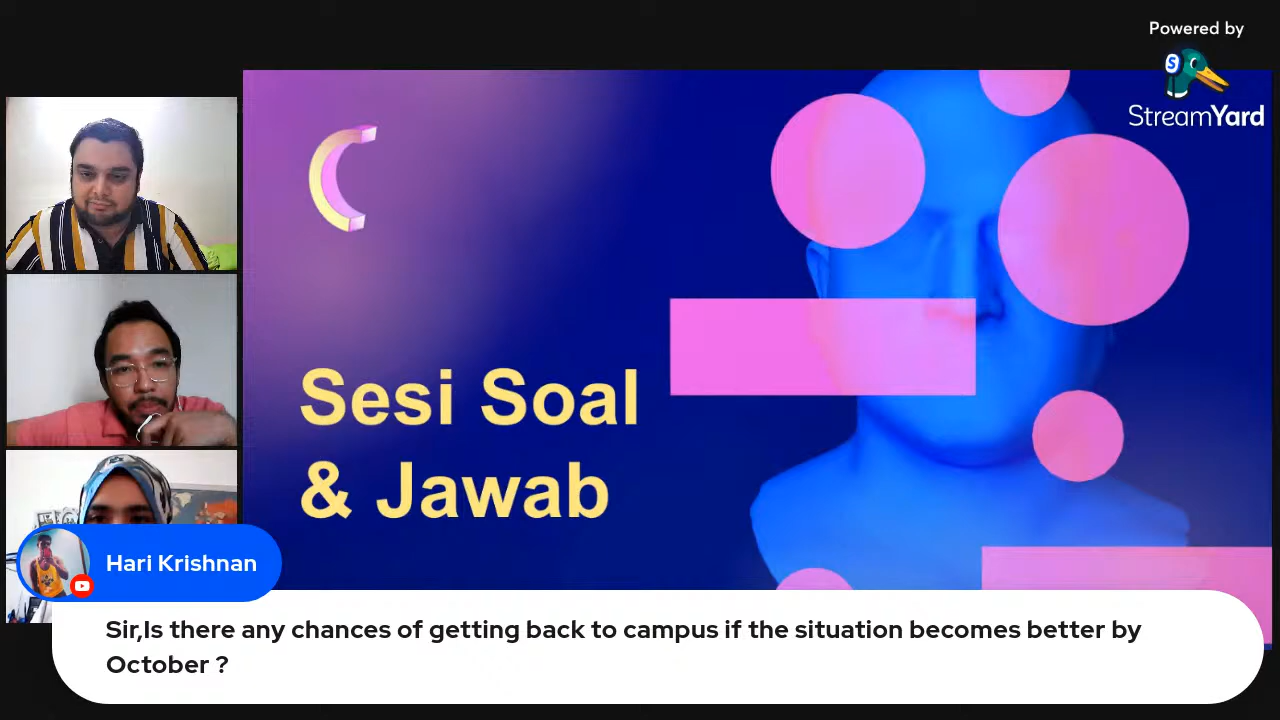 Powered by
StreamYard
Sesi Soal
& Jawab
Hari Krishnan
Sir,Is there any chances of getting back to campus if the situation becomes better by
October ?